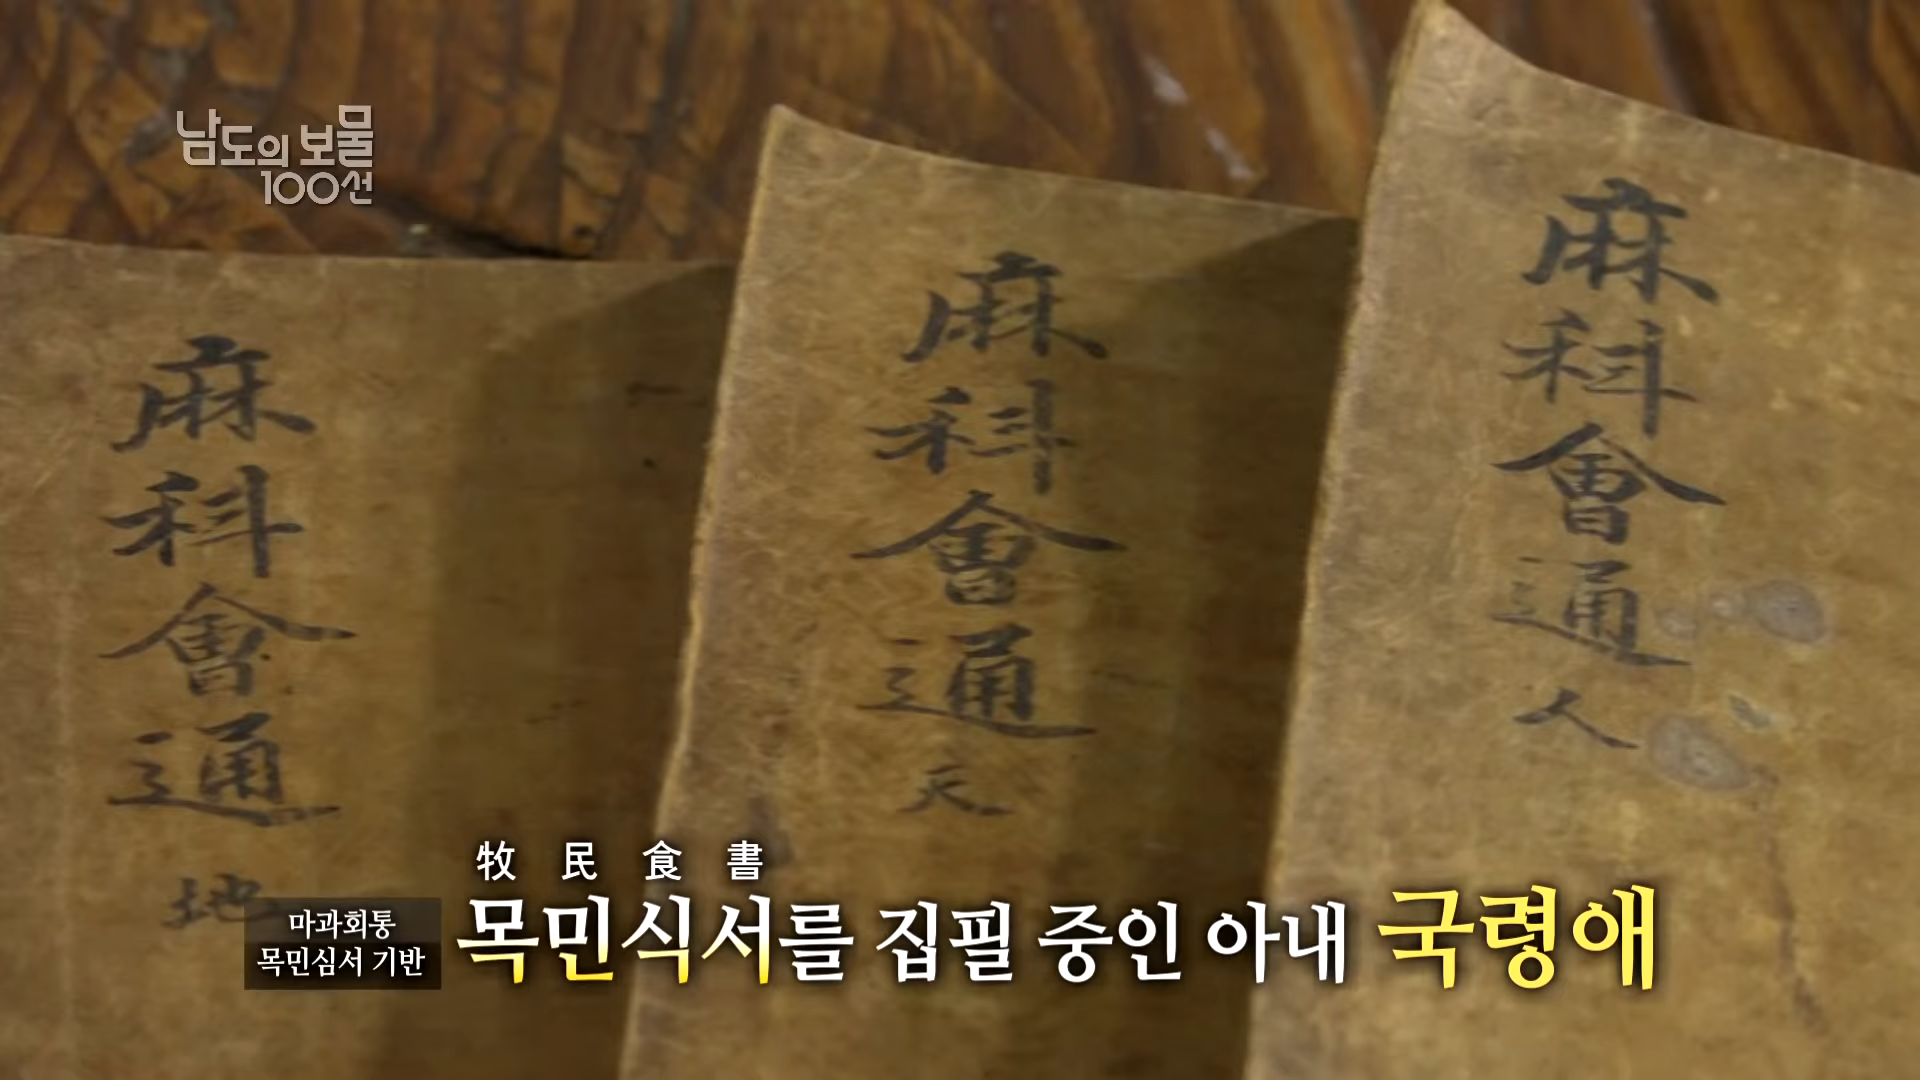 남도의 보물
100선
麻科會通 地
麻科會通 天
麻科會通 人
牧民食書
마과회통
목민심서 기반
목민식서를 집필 중인 아내 국령애